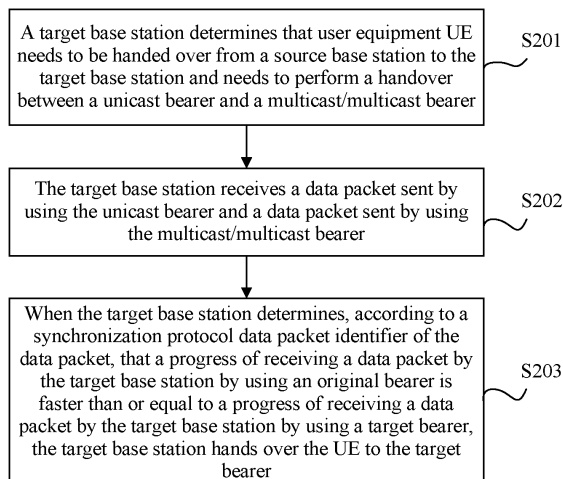 A target base station determines that user equipment UE
needs to be handed over from a source base station to the
target base station and needs to perform a handover
between a unicast bearer and a multicast/multicast bearer
S201
The target base station receives a data packet sent by
using the unicast bearer and a data packet sent by using
the multicast/multicast bearer
S202
When the target base station determines, according to a
synchronization protocol data packet identifier of the
data packet, that a progress of receiving a data packet by
the target base station by using an original bearer is
faster than or equal to a progress of receiving a data
packet by the target base station by using a target bearer,
the target base station hands over the UE to the target
bearer
S203